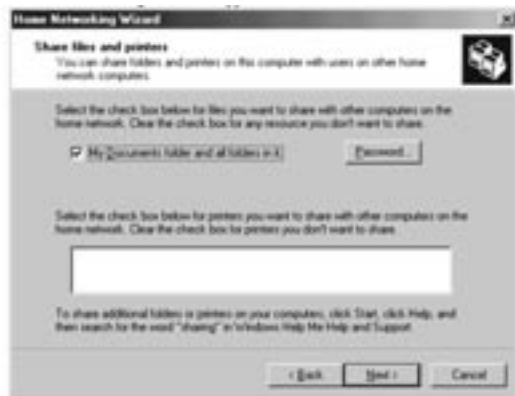 Home Networking Wizard
Share files and printers
You can share folders and printers on this computer with users on other home
network computers.
Select the check box below for files you want to share with other computers on the
home network. Clear the check box for any resource you don't want to share.
My Documents folder and all folders in it
Password...
Select the check box below for printers you want to share with other computers on the
home network. Clear the check box for printers you don't want to share.
To share additional folders or printers on your computers, click Start, click Help, and
then search for the word "sharing" in Windows Help Me Help and Support
< Back
Next >
Cancel